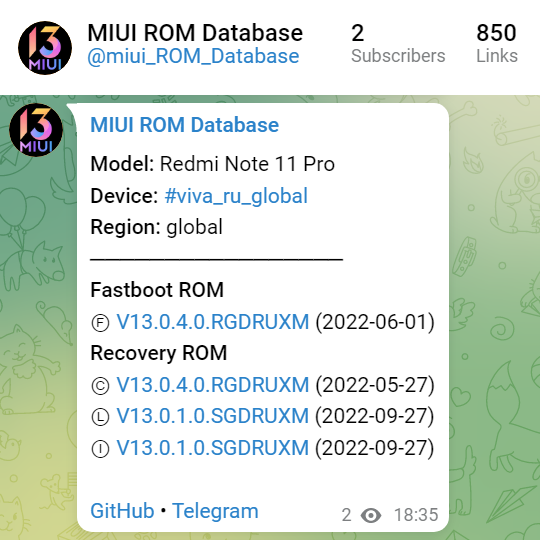 13
MIUI
MIUI ROM Database
@miui_ROM_Database
2
Subscribers
850
Links
13
MIUI
MIUI ROM Database
Model: Redmi Note 11 Pro
Device: #viva_ru_global
Region: global
Fastboot ROM
Ⓕ V13.0.4.0.RGDRUXM (2022-06-01)
Recovery ROM
Ⓒ V13.0.4.0.RGDRUXM (2022-05-27)
Ⓛ V13.0.1.0.SGDRUXM (2022-09-27)
Ⓘ V13.0.1.0.SGDRUXM (2022-09-27)
GitHub • Telegram
2 18:35